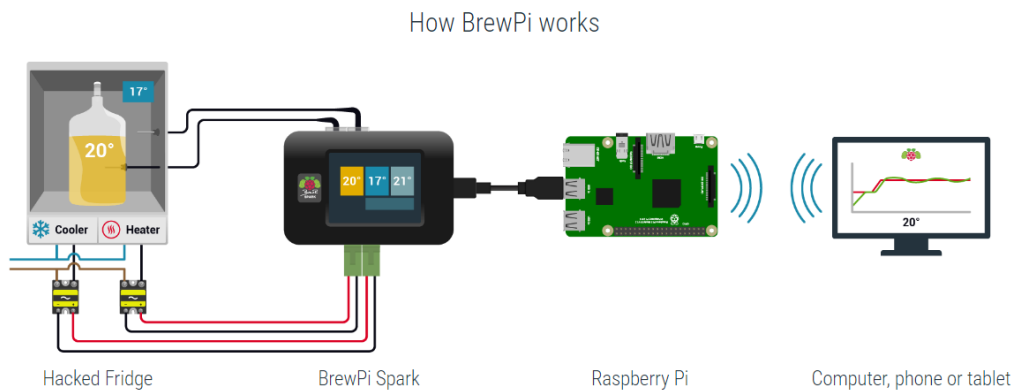 How BrewPi works
17°
20°
Cooler
Heater
20° 17° 21°
20°
Hacked Fridge
BrewPi Spark
Raspberry Pi
Computer, phone or tablet